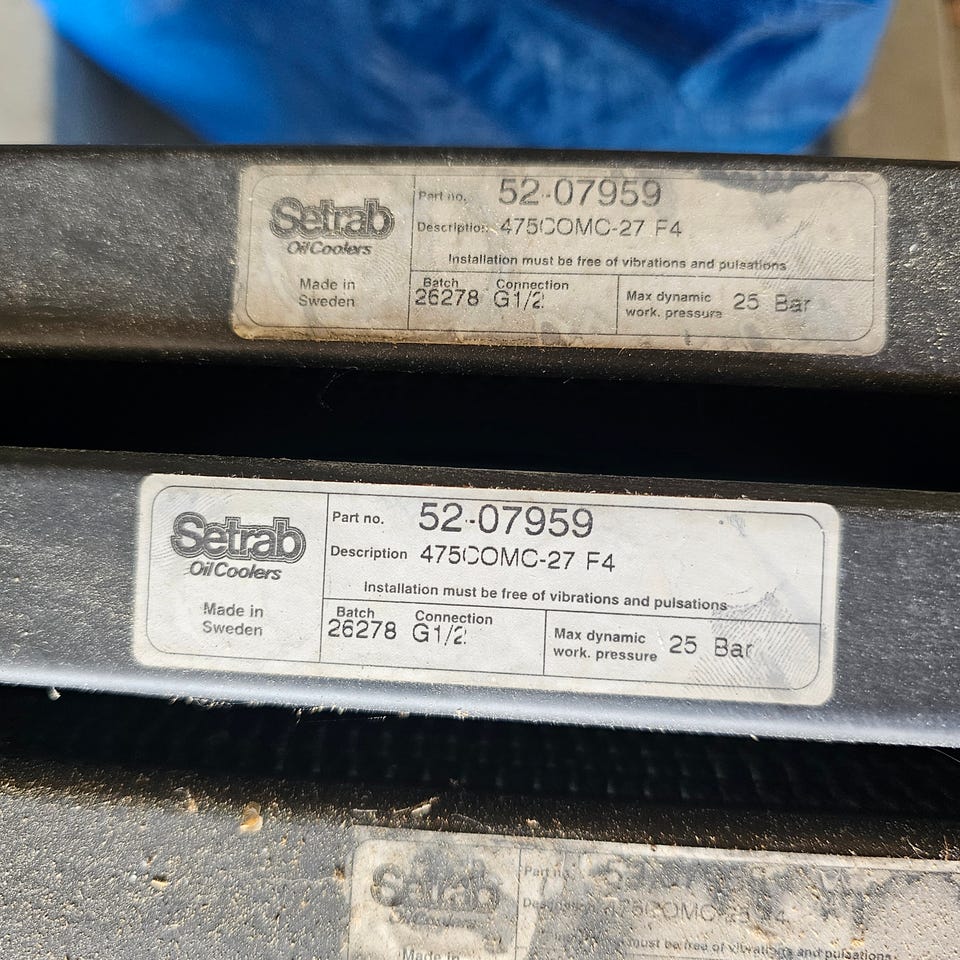 Setrab
Oil Coolers
Made in
Sweden
Part no. 52-07959
Description 475COMC-27 F4
Installation must be free of vibrations and pulsations
Batch Connection
26278 G1/2
Max dynamic
work. pressure 25 Bar
Setrab
Oil Coolers
Made in
Sweden
Part no. 52-07959
Description 475COMC-27 F4
Installation must be free of vibrations and pulsations
Batch Connection
26278 G1/2
Max dynamic
work. pressure 25 Bar
Setrab
Oil Coolers
Made in
Part no.
must be free of vibrations and pulsations